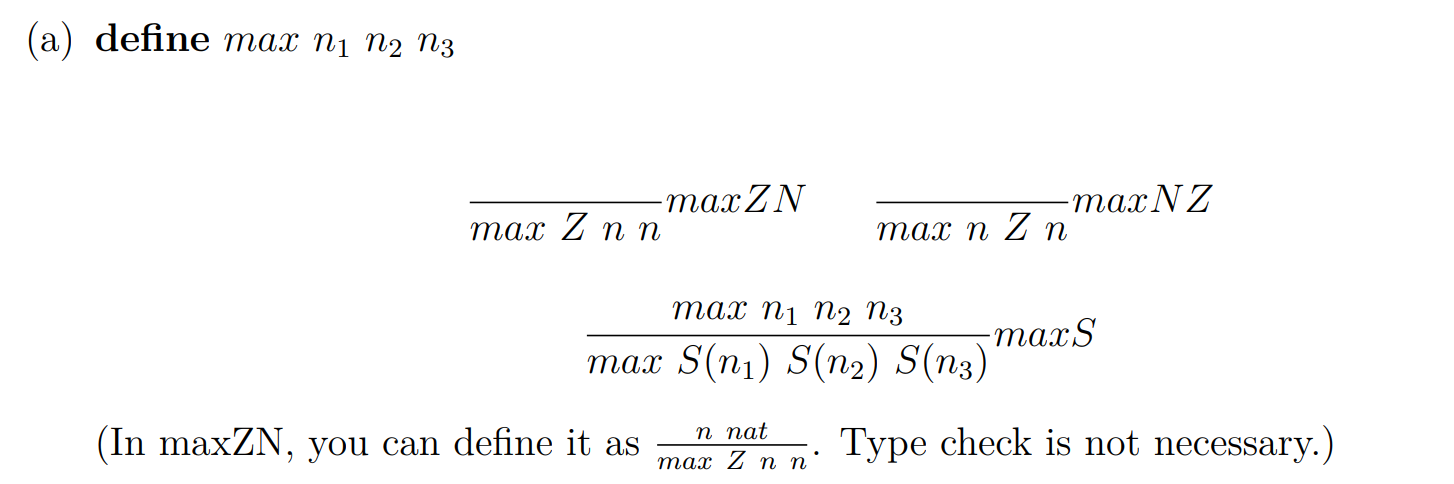 (a) define max n₁ n₂ n₃
maxZN maxNZ
max Z n n max n Z n
max n₁ n₂ n₃
maxS
max S(n₁) S(n₂) S(n₃)
(In maxZN, you can define it as n nat / max Z n n. Type check is not necessary.)